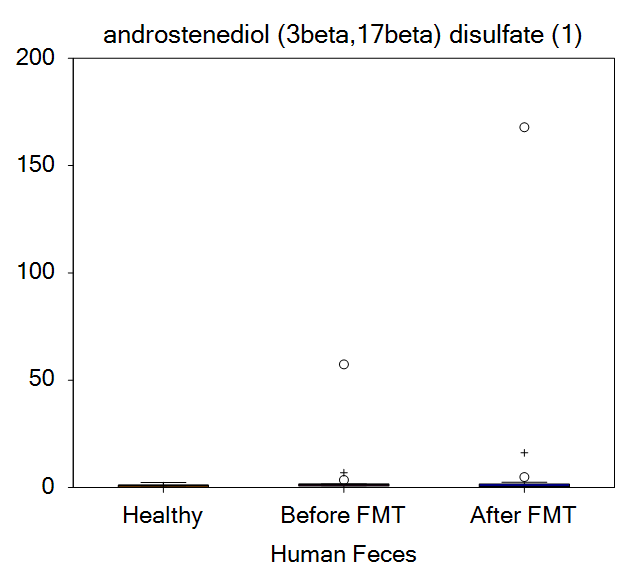 androstenediol (3beta,17beta) disulfate (1)
200
150
100
50
0
Healthy Before FMT After FMT
Human Feces